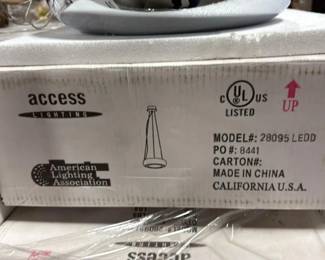 access
LIGHTING
American
Lighting
Association
C UL US
LISTED
UP
MODEL#: 28095 LEDD
PO #: 8441
CARTON#:
MADE IN CHINA
CALIFORNIA U.S.A.
LIGHTING